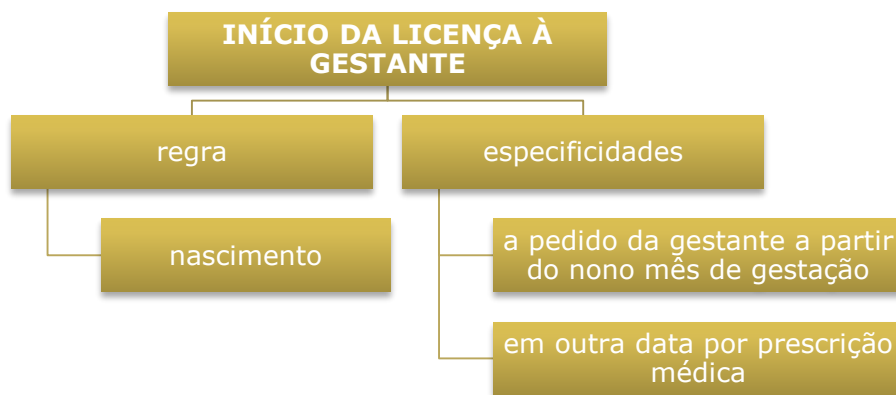 INÍCIO DA LICENÇA À
GESTANTE
regra
especificidades
nascimento
a pedido da gestante a partir
do nono mês de gestação
em outra data por prescrição
médica